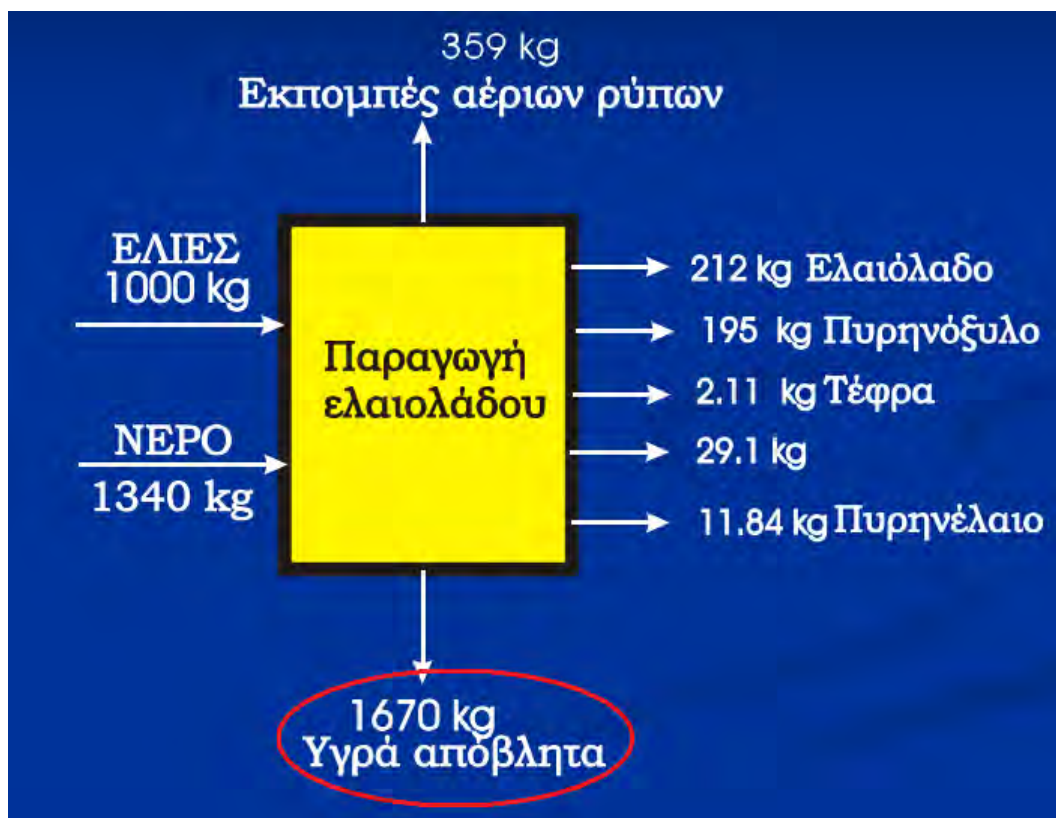 359 kg
Εκπομπές αέριων ρύπων
ΕΛΙΕΣ
1000 kg
ΝΕΡΟ
1340 kg
Παραγωγή
ελαιολάδου
212 kg Ελαιόλαδο
195 kg Πυρηνόξυλο
2.11 kg Τέφρα
29.1 kg
11.84 kg Πυρηνέλαιο
1670 kg
Υγρά απόβλητα